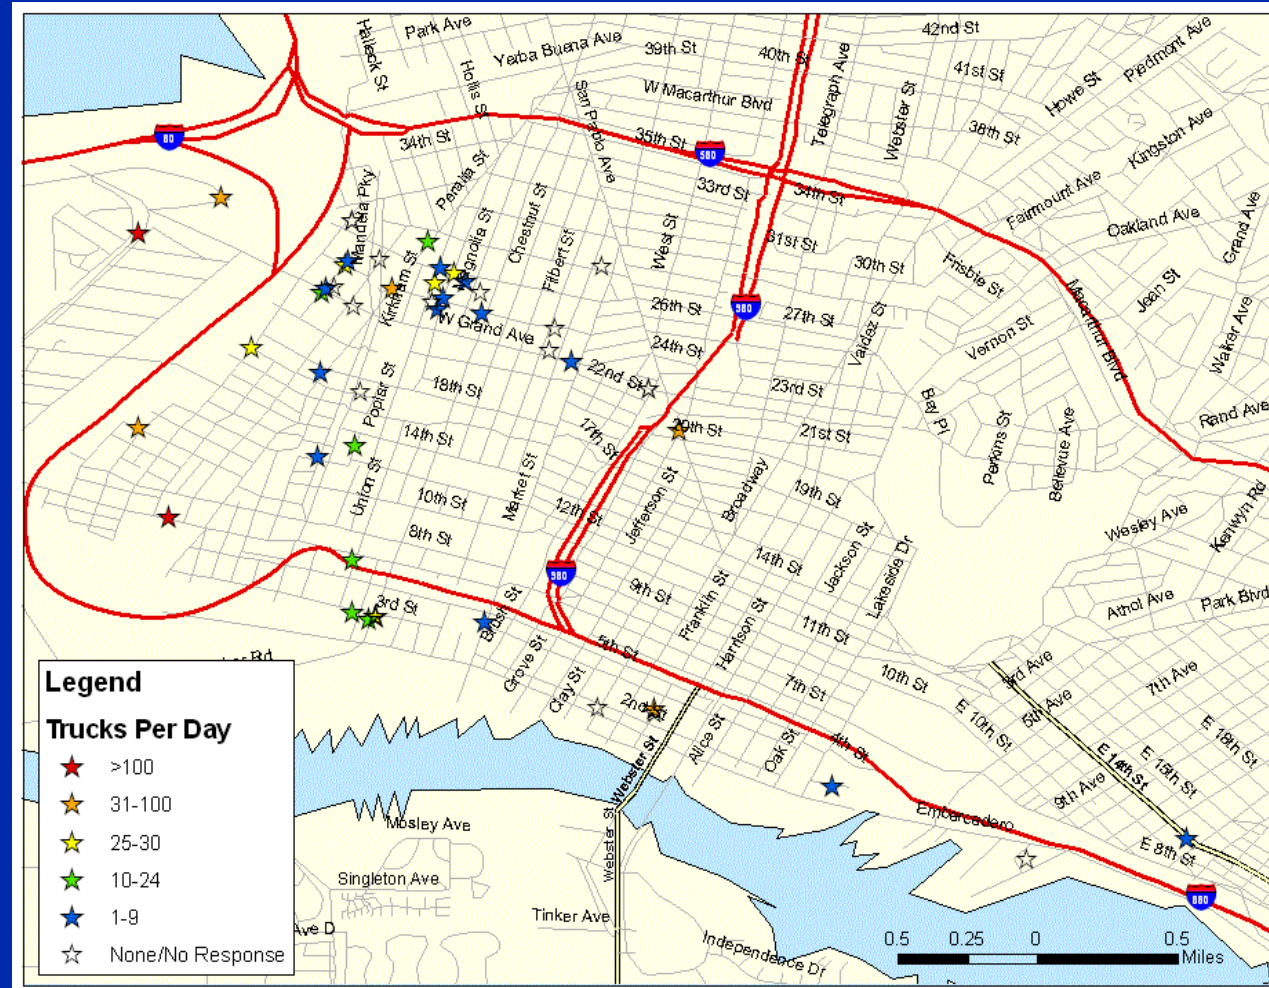 Park Ave
42nd St
Halleck St
Yerba Buena Ave
39th St
40th St
Telegraph Ave
Piedmont Ave
Hollis St
41st St
Howe St
San Pablo Ave
W Macarthur Blvd
Webster St
38th St
Kingston Ave
80
34th St
35th St
580
Peralta St
33rd St
34th St
Fairmount Ave
Oakland Ave
Grand Ave
Mandela Pky
Chestnut St
Magnolia St
Filbert St
West St
31st St
30th St
Frisbie St
Jean St
Kirkham St
26th St
980
27th St
Valdez St
Macarthur Blvd
Walker Ave
W Grand Ave
24th St
Vernon St
22nd St
18th St
23rd St
Poplar St
Bay Pl
Rand Ave
14th St
17th St
20th St
21st St
Perkins St
Bellevue Ave
Union St
10th St
Market St
12th St
Jefferson St
Broadway
19th St
Wesley Ave
Kenwyn Rd
8th St
14th St
Jackson St
Lakeside Dr
980
9th St
3rd St
Brush St
Franklin St
Harrison St
11th St
Athol Ave
Park Blvd
5th St
Grove St
Clay St
7th St
10th St
3rd Ave
7th Ave
2nd St
5th Ave
E 10th St
E 18th St
Alice St
Oak St
4th St
E 14th St
E 15th St
Webster St
9th Ave
Embarcadero
E 8th St
Mosley Ave
Webster St
Singleton Ave
880
Tinker Ave
Ave D
Independence Dr
Rd
Legend
Trucks Per Day
>100
31-100
25-30
10-24
1-9
None/No Response
0.5 0.25 0 0.5
Miles